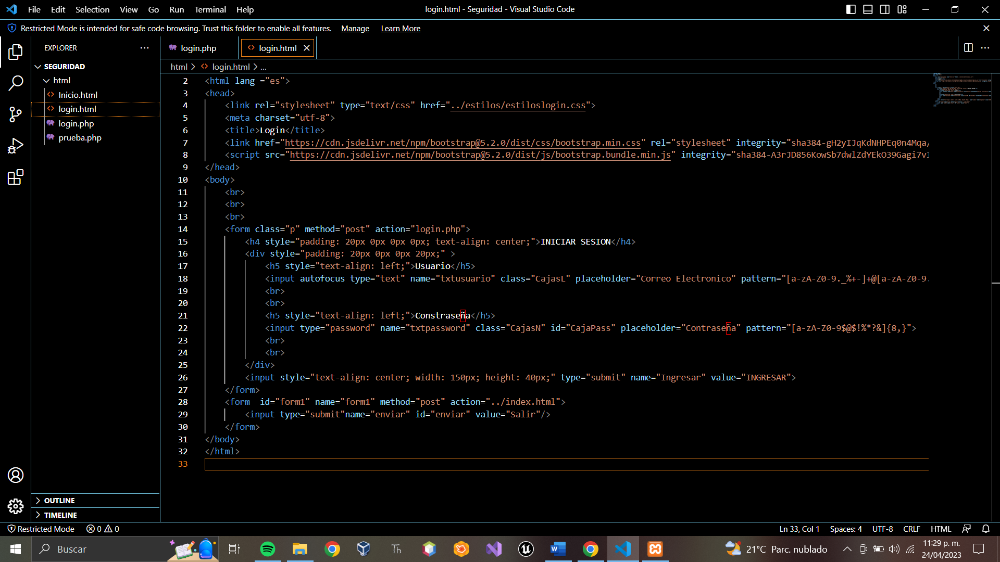 File Edit Selection View Go Run Terminal Help
login.html - Seguridad - Visual Studio Code
Restricted Mode is intended for safe code browsing. Trust this folder to enable all features. Manage Learn More
EXPLORER
login.php
login.html
SEGURIDAD
html
Inicio.html
login.html
login.php
prueba.php
html > login.html > ...
2 <html lang ="es">
3 <head>
4 <link rel="stylesheet" type="text/css" href="../estilos/estiloslogin.css">
5 <meta charset="utf-8">
6 <title>Login</title>
7 <link href="https://cdn.jsdelivr.net/npm/bootstrap@5.2.0/dist/css/bootstrap.min.css" rel="stylesheet" integrity="sha384-gH2yIJqKdNHPEq0n4Mqa/
8 <script src="https://cdn.jsdelivr.net/npm/bootstrap@5.2.0/dist/js/bootstrap.bundle.min.js" integrity="sha384-A3rJD856KowSb7dwlZdYEkO39Gagi7vI
9 </head>
10 <body>
11 <br>
12 <br>
13 <br>
14 <form class="p" method="post" action="login.php">
15 <h4 style="padding: 20px 0px 0px 0px; text-align: center;">INICIAR SESION</h4>
16 <div style="padding: 20px 0px 0px 20px;" >
17 <h5 style="text-align: left;">Usuario</h5>
18 <input autofocus type="text" name="txtusuario" class="CajasL" placeholder="Correo Electronico" pattern="[a-zA-Z0-9._%+-]+@[a-zA-Z0-9.
19 <br>
20 <br>
21 <h5 style="text-align: left;">Constraseña</h5>
22 <input type="password" name="txtpassword" class="CajasN" id="CajaPass" placeholder="Contraseña" pattern="[a-zA-Z0-9$@$!%*?&]{8,}">
23 <br>
24 <br>
25 </div>
26 <input style="text-align: center; width: 150px; height: 40px;" type="submit" name="Ingresar" value="INGRESAR">
27 </form>
28 <form  id="form1" name="form1" method="post" action="../index.html">
29 <input type="submit"name="enviar" id="enviar" value="Salir"/>
30 </form>
31 </body>
32 </html>
33
OUTLINE
TIMELINE
Restricted Mode 0 0
Ln 33, Col 1 Spaces: 4 UTF-8 CRLF HTML
Buscar
Th
21°C Parc. nublado
11:29 p. m.
24/04/2023